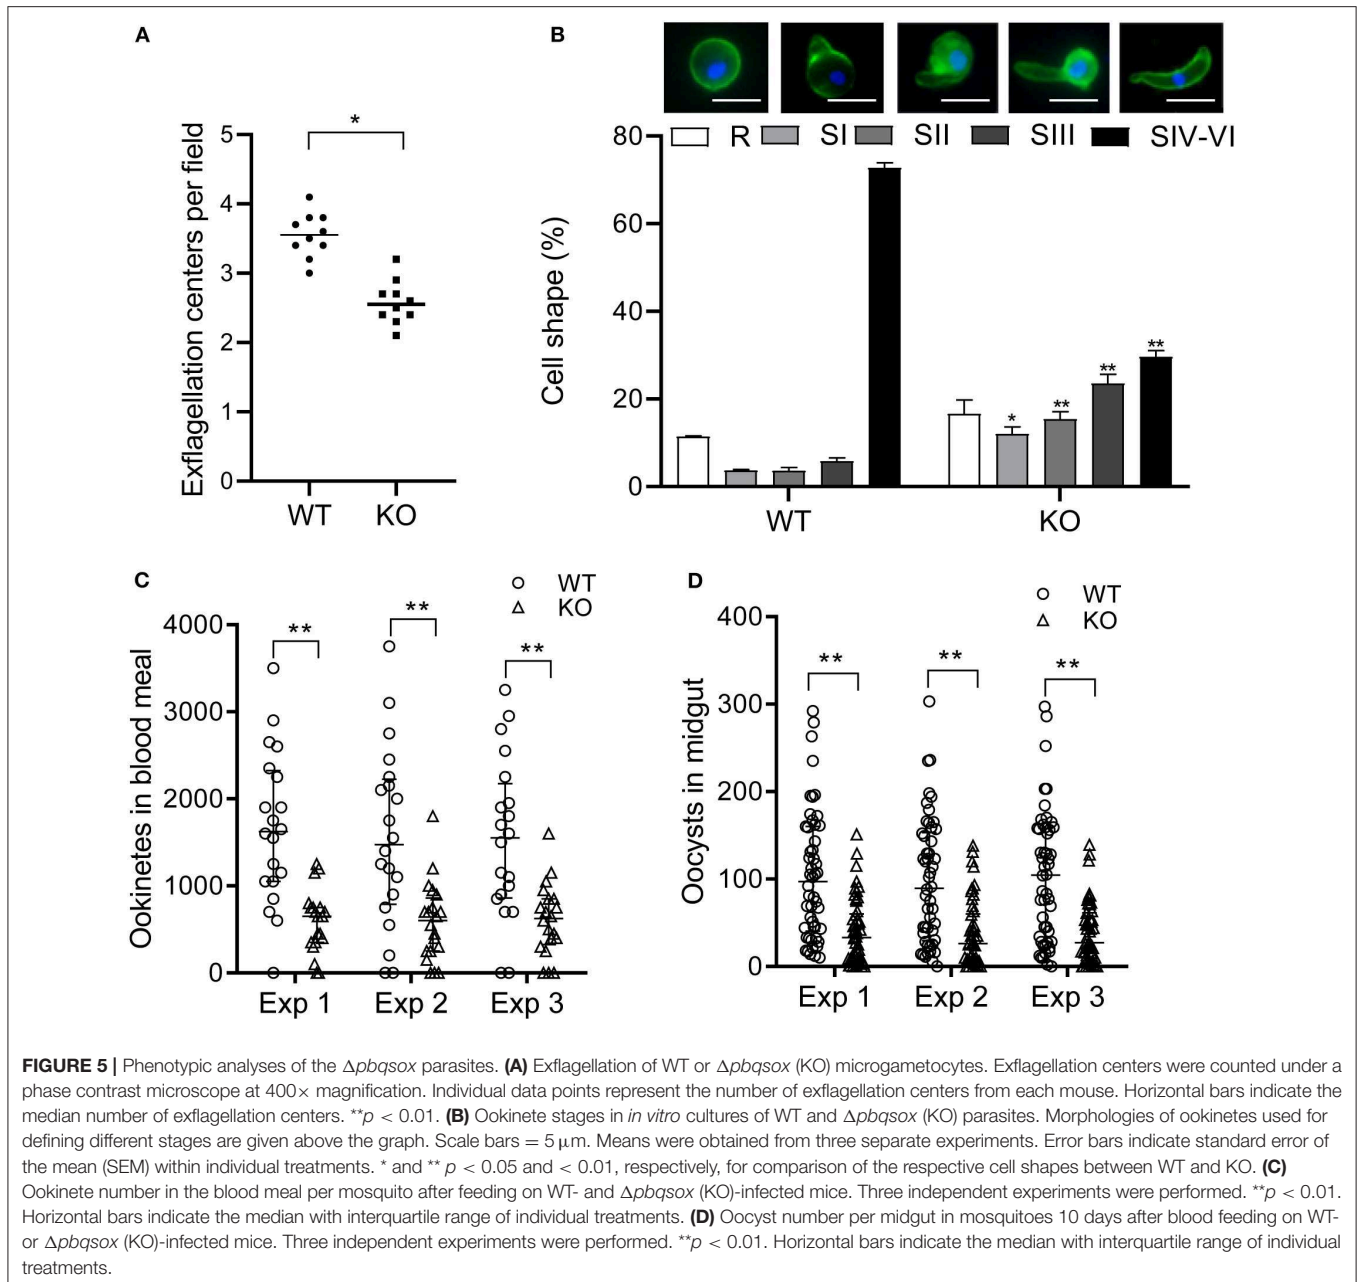 A
B
5
4
3
2
1
0
Exflagellation centers per field
*
WT KO
80
60
40
20
0
Cell shape (%)
R SI SII SIII SIV-VI
* ** ** **
WT KO
C
WT
KO
4000
3000
2000
1000
0
Ookinetes in blood meal
** ** **
Exp 1 Exp 2 Exp 3
D
WT
KO
400
300
200
100
0
Oocysts in midgut
** ** **
Exp 1 Exp 2 Exp 3
FIGURE 5 | Phenotypic analyses of the Δpbqsox parasites. (A) Exflagellation of WT or Δpbqsox (KO) microgametocytes. Exflagellation centers were counted under a
phase contrast microscope at 400× magnification. Individual data points represent the number of exflagellation centers from each mouse. Horizontal bars indicate the
median number of exflagellation centers. **p < 0.01. (B) Ookinete stages in in vitro cultures of WT and Δpbqsox (KO) parasites. Morphologies of ookinetes used for
defining different stages are given above the graph. Scale bars = 5 μm. Means were obtained from three separate experiments. Error bars indicate standard error of
the mean (SEM) within individual treatments. * and ** p < 0.05 and < 0.01, respectively, for comparison of the respective cell shapes between WT and KO. (C)
Ookinete number in the blood meal per mosquito after feeding on WT- and Δpbqsox (KO)-infected mice. Three independent experiments were performed. **p < 0.01.
Horizontal bars indicate the median with interquartile range of individual treatments. (D) Oocyst number per midgut in mosquitoes 10 days after blood feeding on WT-
or Δpbqsox (KO)-infected mice. Three independent experiments were performed. **p < 0.01. Horizontal bars indicate the median with interquartile range of individual
treatments.